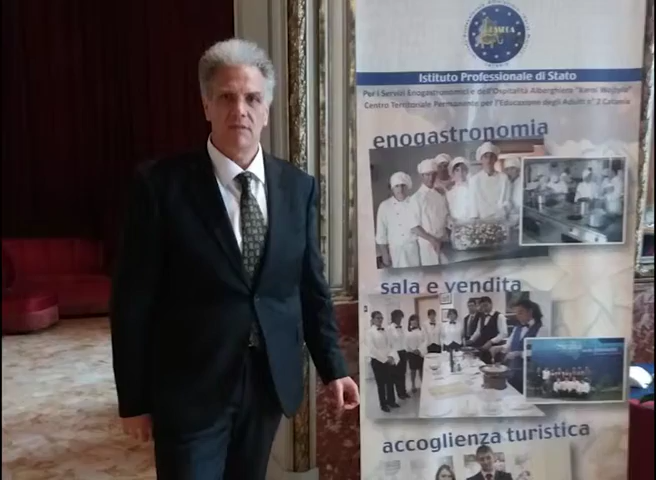 Istituto Professionale di Stato
Per i Servizi Enogastronomici e dell'Ospitalità Alberghiera "Karol Wojtyla"
Centro Territoriale Permanente per l'Educazione degli Adulti n° 2 Catania
enogastronomia
sala e vendita
accoglienza turistica